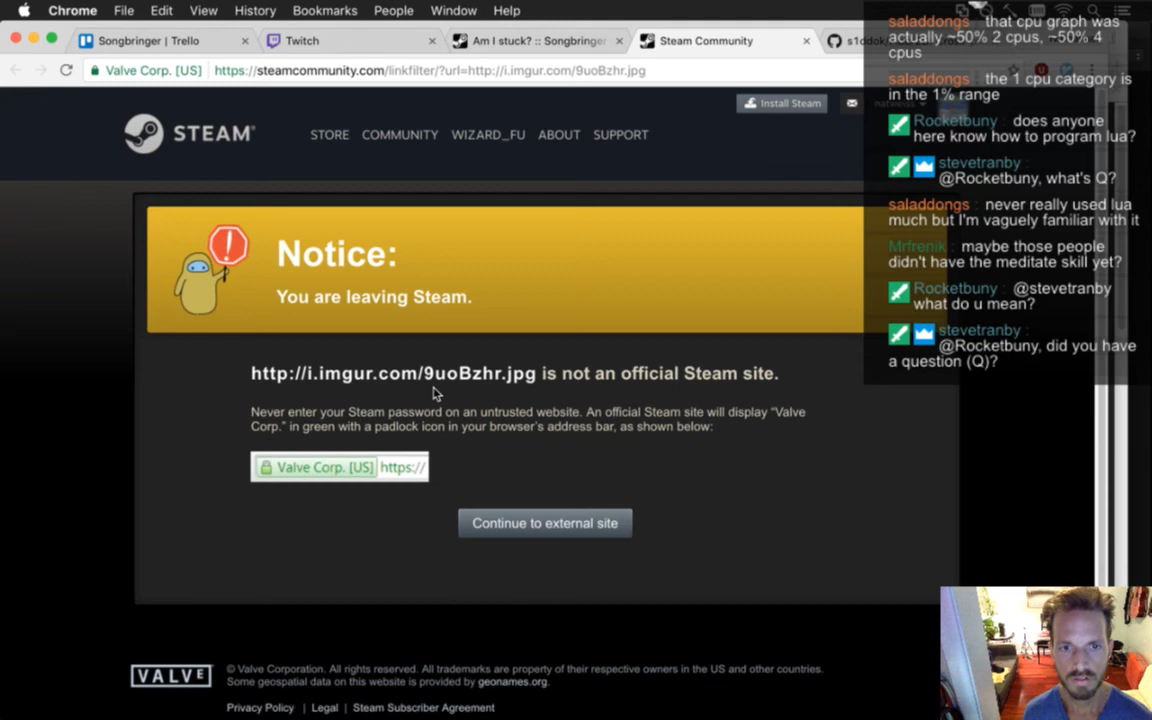 Chrome File Edit View History Bookmarks People Window Help
Songbringer | Trello
Twitch
Am I stuck? :: Songbringer
Steam Community
Valve Corp. [US] https://steamcommunity.com/linkfilter/?url=http://i.imgur.com/9uoBzhr.jpg
Install Steam
STEAM®
STORE COMMUNITY WIZARD_FU ABOUT SUPPORT
Notice:
You are leaving Steam.
http://i.imgur.com/9uoBzhr.jpg is not an official Steam site.
Never enter your Steam password on an untrusted website. An official Steam site will display “Valve
Corp.” in green with a padlock icon in your browser’s address bar, as shown below:
Valve Corp. [US] https://
Continue to external site
VALVE
© Valve Corporation. All rights reserved. All trademarks are property of their respective owners in the US and other countries.
Some geospatial data on this website is provided by geonames.org.
Privacy Policy | Legal | Steam Subscriber Agreement
saladdongs : that cpu graph was
actually ~50% 2 cpus, ~50% 4
cpus
saladdongs : the 1 cpu category is
in the 1% range
Rocketbuny : does anyone
here know how to program lua?
stevetranby :
@Rocketbuny, what's Q?
saladdongs : never really used lua
much but I'm vaguely familiar with it
Mrfrenik : maybe those people
didn't have the meditate skill yet?
Rocketbuny : @stevetranby
what do u mean?
stevetranby :
@Rocketbuny, did you have
a question (Q)?